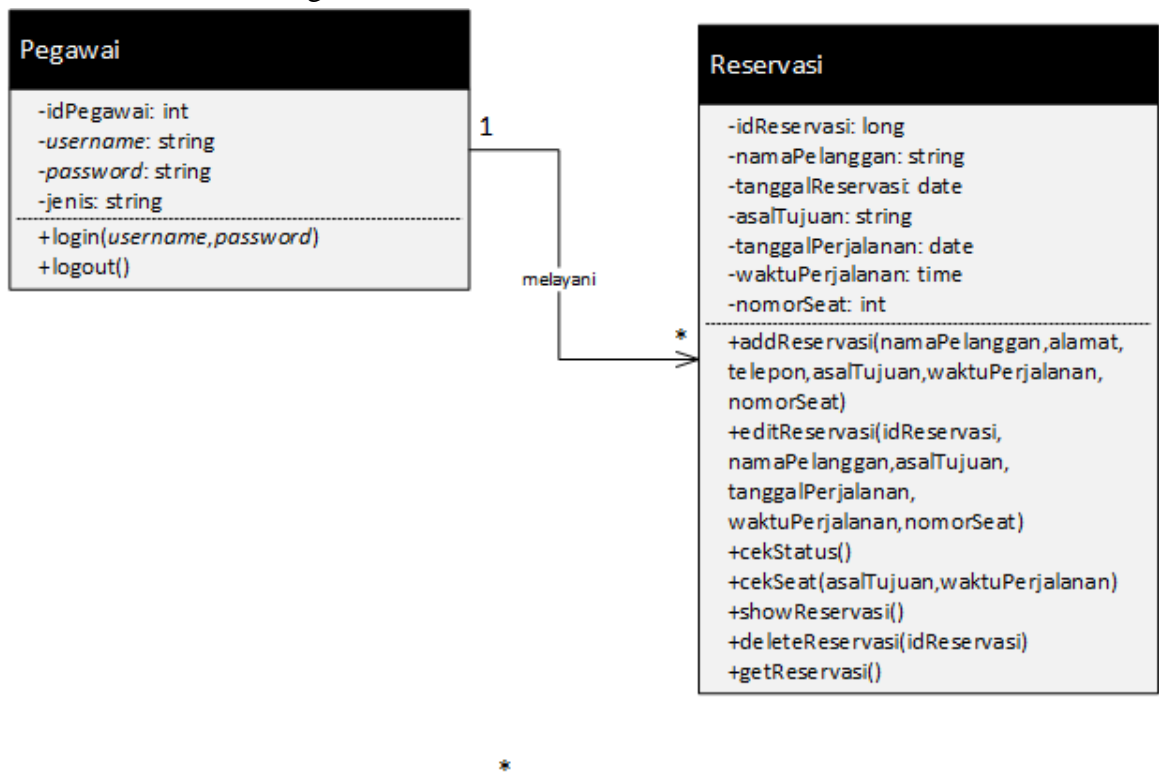 Pegawai
-idPegawai: int
-username: string
-password: string
-jenis: string
+login(username,password)
+logout()
1
melayani
*
Reservasi
-idReservasi: long
-namaPelanggan: string
-tanggalReservasi: date
-asalTujuan: string
-tanggalPerjalanan: date
-waktuPerjalanan: time
-nomorSeat: int
+addReservasi(namaPelanggan,alamat,
telepon,asalTujuan,waktuPerjalanan,
nomorSeat)
+editReservasi(idReservasi,
namaPelanggan,asalTujuan,
tanggalPerjalanan,
waktuPerjalanan,nomorSeat)
+cekStatus()
+cekSeat(asalTujuan,waktuPerjalanan)
+showReservasi()
+deleteReservasi(idReservasi)
+getReservasi()
*